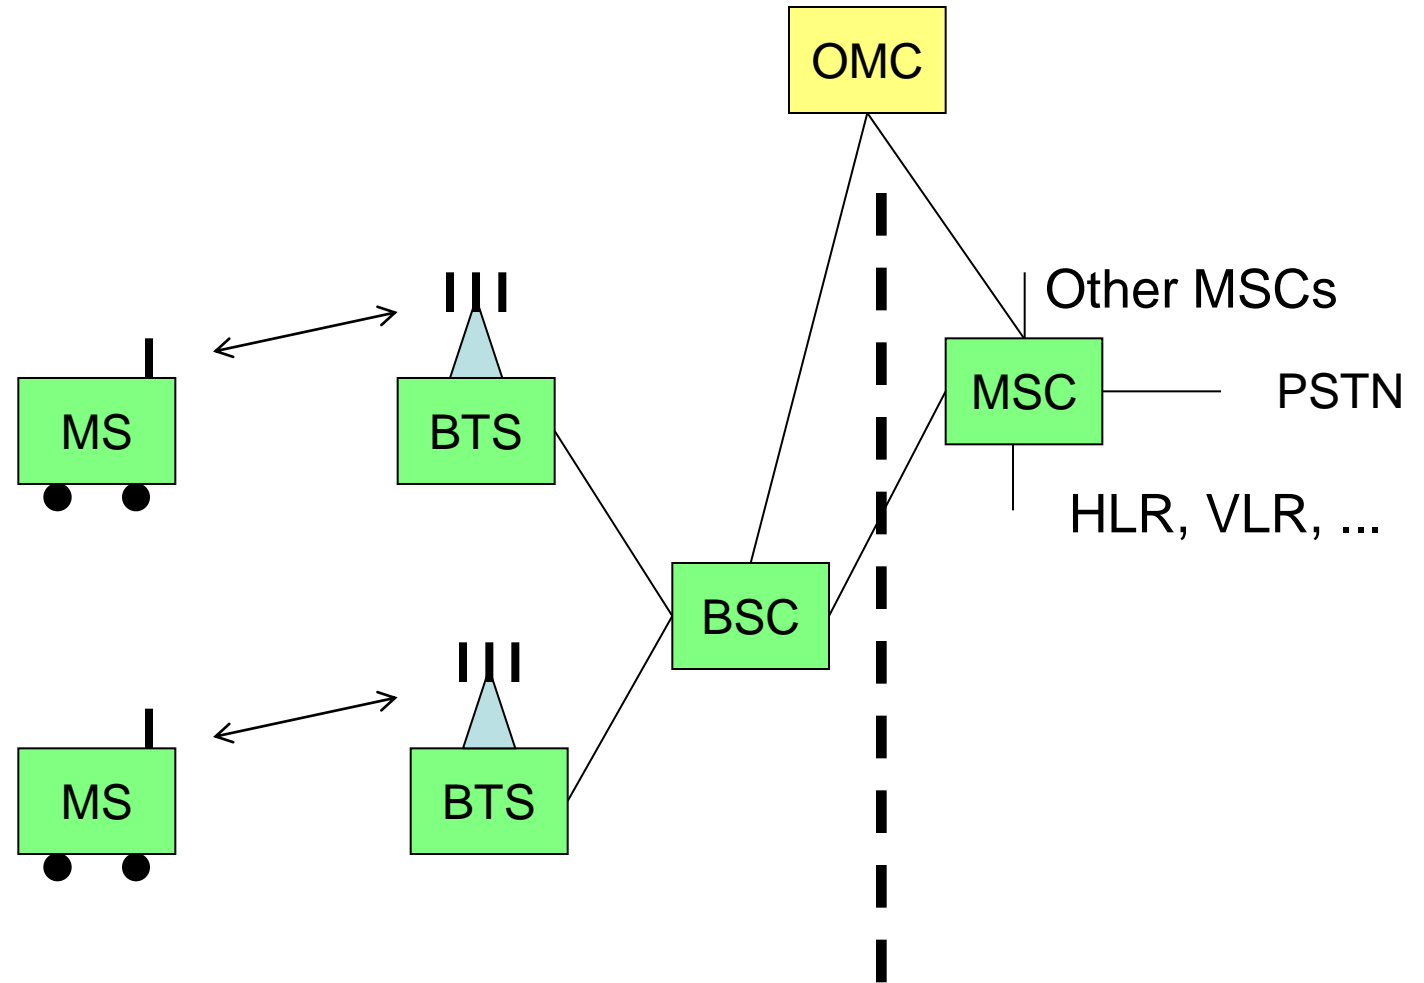 OMC
Other MSCs
MS
BTS
MSC
PSTN
HLR, VLR, ...
BSC
MS
BTS